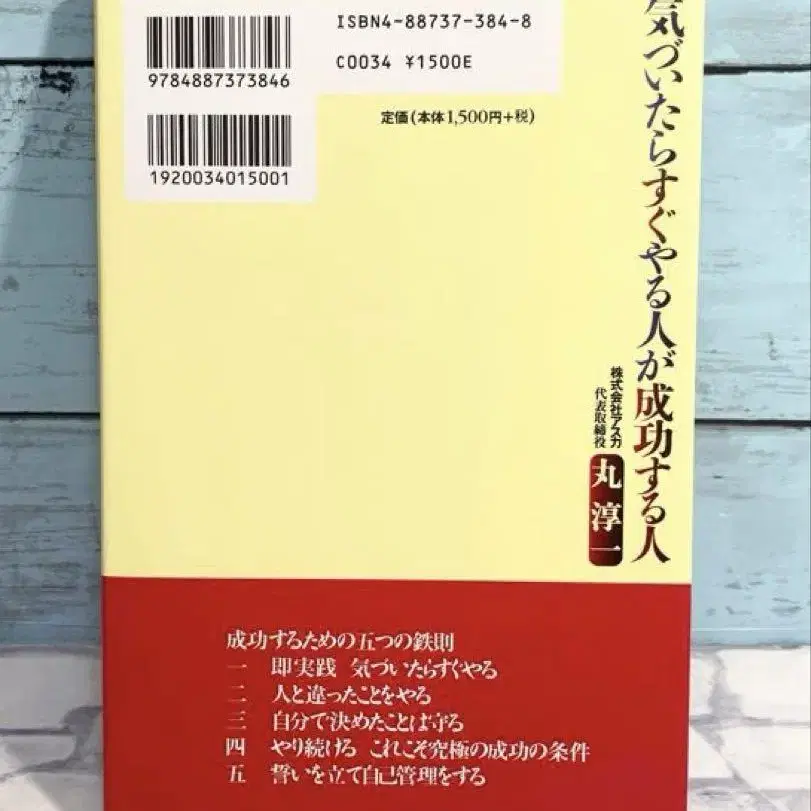 ISBN4-88737-384-8
9784887373846
C0034 ¥1500E
定価(本体1,500円+税)
1920034015001
気づいたらすぐやる人が成功する人
株式会社アスカ
代表取締役
丸 淳一
成功するための五つの鉄則
一 即実践 気づいたらすぐやる
二 人と違ったことをやる
三 自分で決めたことは守る
四 やり続ける これこそ究極の成功の条件
五 誓いを立て自己管理をする